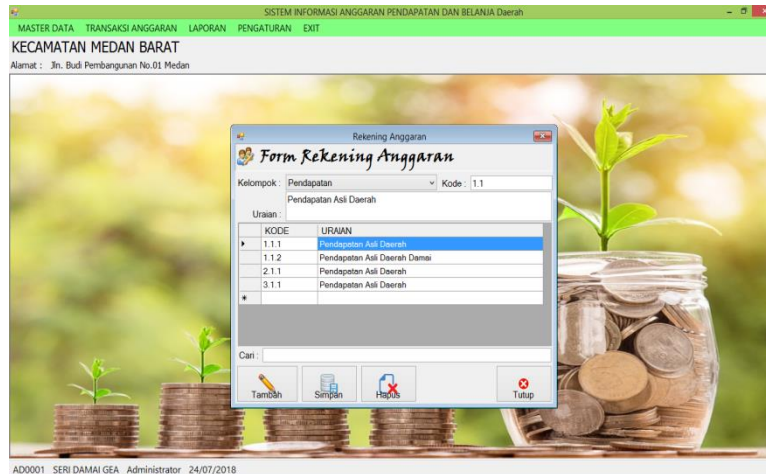 SISTEM INFORMASI ANGGARAN PENDAPATAN DAN BELANJA Daerah
MASTER DATA TRANSAKSI ANGGARAN LAPORAN PENGATURAN EXIT
KECAMATAN MEDAN BARAT
Alamat : Jln. Budi Pembangunan No.01 Medan
Rekening Anggaran
Form Rekening Anggaran
Kelompok : Pendapatan Kode : 1.1
Uraian : Pendapatan Asli Daerah
KODE URAIAN
1.1.1 Pendapatan Asli Daerah
1.1.2 Pendapatan Asli Daerah Damai
2.1.1 Pendapatan Asli Daerah
3.1.1 Pendapatan Asli Daerah
Cari :
Tambah Simpan Hapus Tutup
AD0001 SERI DAMAI GEA Administrator 24/07/2018